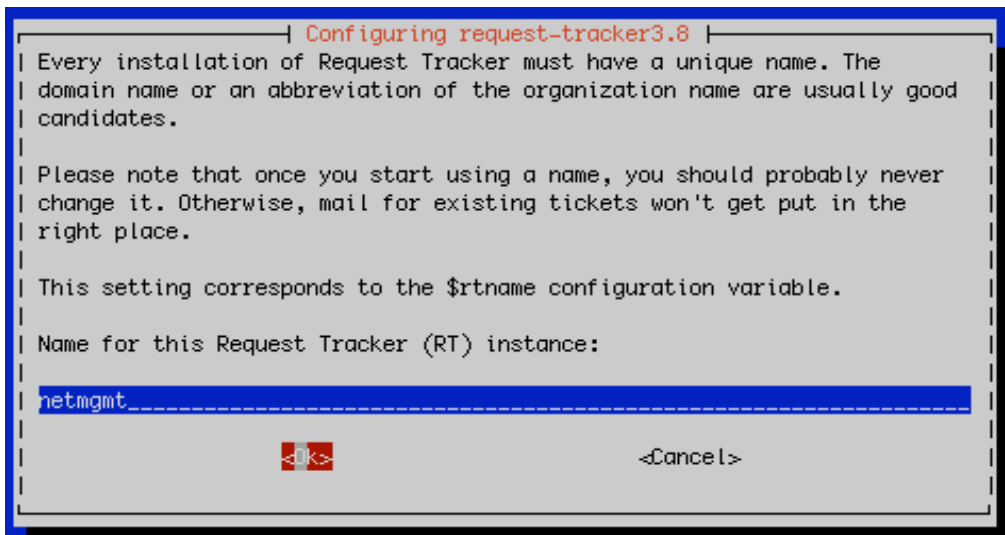 Configuring request-tracker3.8
Every installation of Request Tracker must have a unique name. The
domain name or an abbreviation of the organization name are usually good
candidates.
Please note that once you start using a name, you should probably never
change it. Otherwise, mail for existing tickets won't get put in the
right place.
This setting corresponds to the $rtname configuration variable.
Name for this Request Tracker (RT) instance:
netmgmt
<Ok> <Cancel>